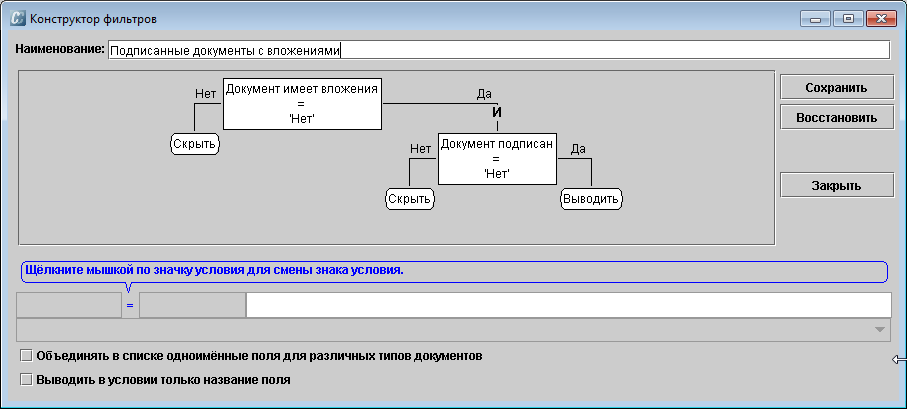 Конструктор фильтров
Наименование: Подписанные документы с вложениями
Нет
Документ имеет вложения
=
'Нет'
Да
Скрыть
И
Нет
Документ подписан
=
'Нет'
Да
Скрыть
Выводить
Сохранить
Восстановить
Закрыть
Щёлкните мышкой по значку условия для смены знака условия.
=
Объединять в списке одноимённые поля для различных типов документов
Выводить в условии только название поля